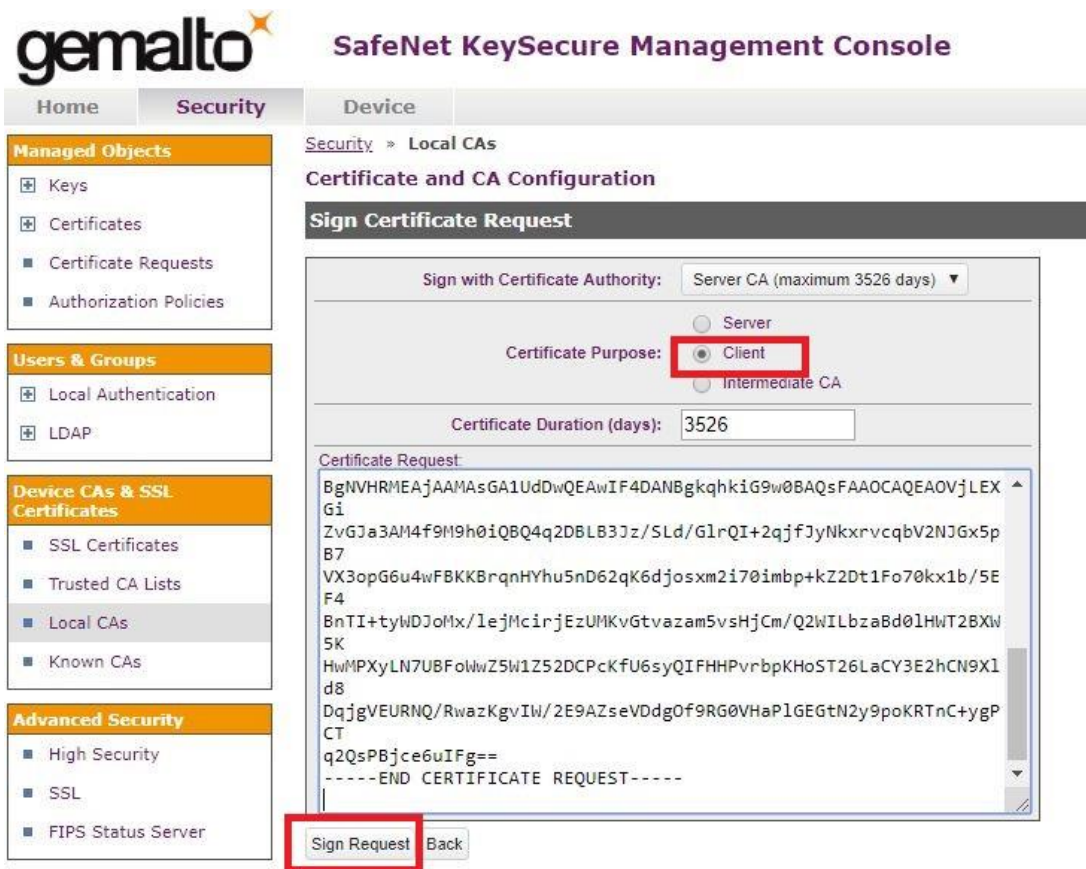 gemalto
SafeNet KeySecure Management Console
Home Security Device
Managed Objects
Keys
Certificates
Certificate Requests
Authorization Policies
Users & Groups
Local Authentication
LDAP
Device CAs & SSL
Certificates
SSL Certificates
Trusted CA Lists
Local CAs
Known CAs
Advanced Security
High Security
SSL
FIPS Status Server
Security » Local CAs
Certificate and CA Configuration
Sign Certificate Request
Sign with Certificate Authority: Server CA (maximum 3526 days)
Server
Certificate Purpose: Client
Intermediate CA
Certificate Duration (days): 3526
Certificate Request:
BgNVHRMEAjAAMAsGA1UdDwQEAwIF4DANBgkqhkiG9w0BAQsFAAOCAQEAOVjLEX
Gi
ZvGJa3AM4f9M9h0iQBQ4q2DBLB3Jz/SLd/GlrQI+2qjfJyNkxrvcqbV2NJGx5p
B7
VX3opG6u4wFBKKBrqnHYhu5nD62qK6djosxm2i70imbp+kZ2Dt1Fo70kx1b/5E
F4
BnTI+tyWDJoMx/lejMcirjEzUMKvGtvazam5vsHjCm/Q2WILbzaBd0lHWT2BXW
5K
HwMPXyLN7UBFoWwZ5W1Z52DCPcKfU6syQIFHHPvrbpKHoST26LaCY3E2hCN9Xl
d8
DqjgVEURNQ/RwazKgvIW/2E9AZseVDdgOf9RG0VHaPlGEGtN2y9poKRTnC+ygP
CT
q2QsPBjce6uIFg==
-----END CERTIFICATE REQUEST-----
Sign Request Back